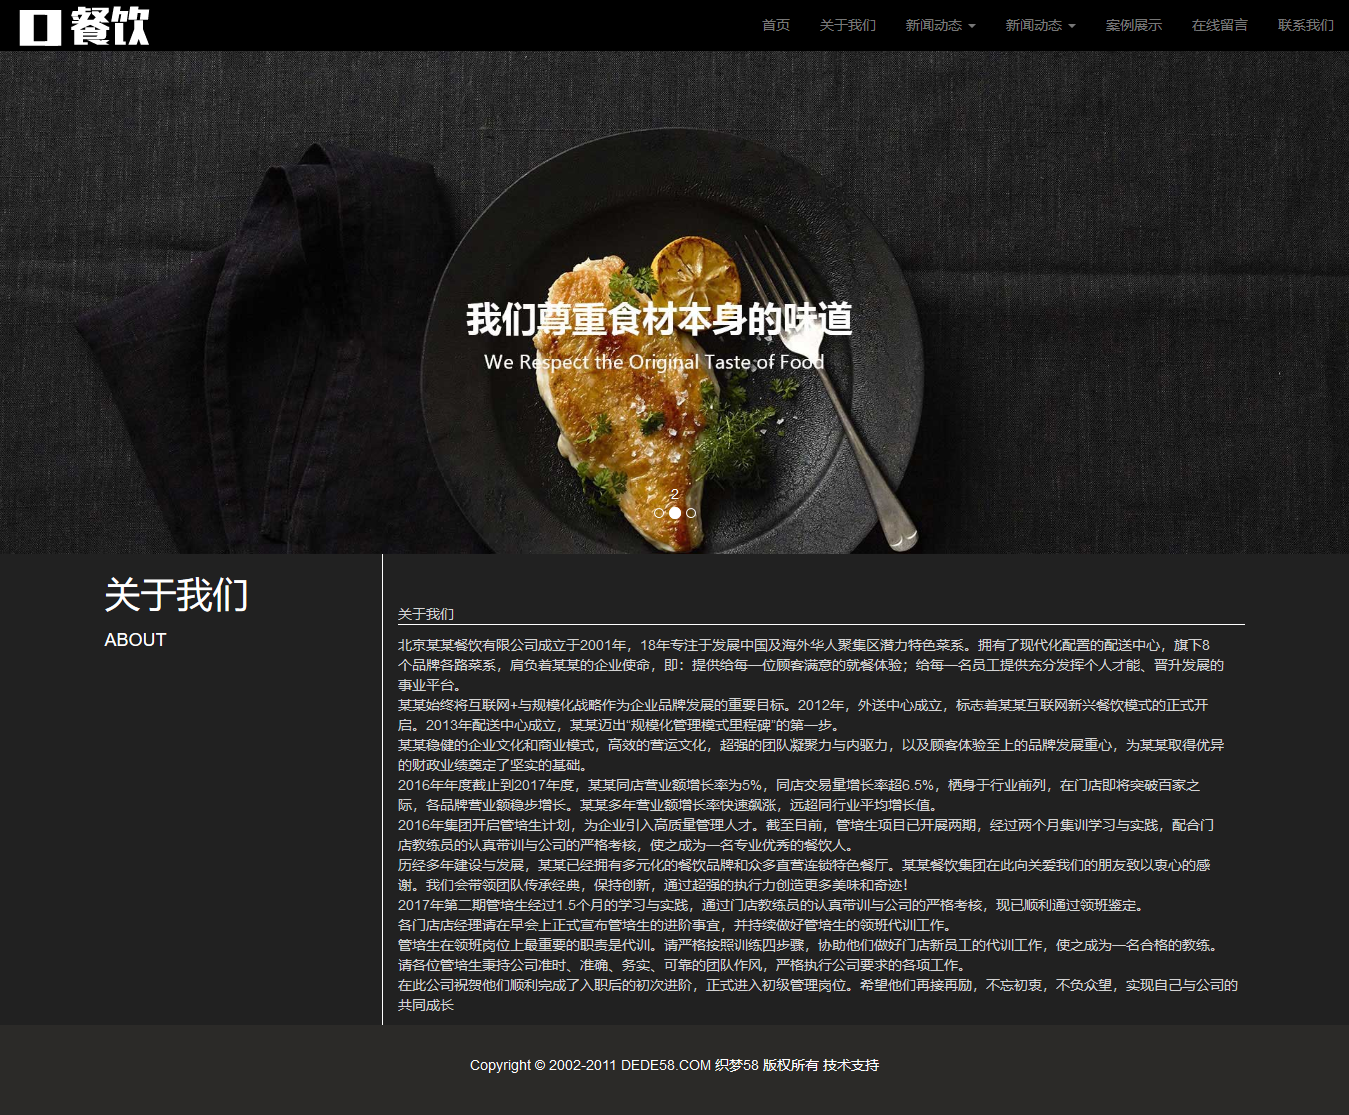 餐饮
首页 关于我们 新闻动态 新闻动态 案例展示 在线留言 联系我们
我们尊重食材本身的味道
We Respect the Original Taste of Food
2
关于我们
ABOUT
关于我们
北京某某餐饮有限公司成立于2001年，18年专注于发展中国及海外华人聚集区潜力特色菜系。拥有了现代化配置的配送中心，旗下8
个品牌各路菜系，肩负着某某的企业使命，即：提供给每一位顾客满意的就餐体验；给每一名员工提供充分发挥个人才能、晋升发展的
事业平台。
某某始终将互联网+与规模化战略作为企业品牌发展的重要目标。2012年，外送中心成立，标志着某某互联网新兴餐饮模式的正式开
启。2013年配送中心成立，某某迈出“规模化管理模式里程碑”的第一步。
某某稳健的企业文化和商业模式，高效的营运文化，超强的团队凝聚力与内驱力，以及顾客体验至上的品牌发展重心，为某某取得优异
的财政业绩奠定了坚实的基础。
2016年年度截止到2017年度，某某同店营业额增长率为5%，同店交易量增长率超6.5%，栖身于行业前列，在门店即将突破百家之
际，各品牌营业额稳步增长。某某多年营业额增长率快速飙涨，远超同行业平均增长值。
2016年集团开启管培生计划，为企业引入高质量管理人才。截至目前，管培生项目已开展两期，经过两个月集训学习与实践，配合门
店教练员的认真带训与公司的严格考核，使之成为一名专业优秀的餐饮人。
历经多年建设与发展，某某已经拥有多元化的餐饮品牌和众多直营连锁特色餐厅。某某餐饮集团在此向关爱我们的朋友致以衷心的感
谢。我们会带领团队传承经典，保持创新，通过超强的执行力创造更多美味和奇迹！
2017年第二期管培生经过1.5个月的学习与实践，通过门店教练员的认真带训与公司的严格考核，现已顺利通过领班鉴定。
各门店店经理请在早会上正式宣布管培生的进阶事宜，并持续做好管培生的领班代训工作。
管培生在领班岗位上最重要的职责是代训。请严格按照训练四步骤，协助他们做好门店新员工的代训工作，使之成为一名合格的教练。
请各位管培生秉持公司准时、准确、务实、可靠的团队作风，严格执行公司要求的各项工作。
在此公司祝贺他们顺利完成了入职后的初次进阶，正式进入初级管理岗位。希望他们再接再励，不忘初衷，不负众望，实现自己与公司的
共同成长
Copyright © 2002-2011 DEDE58.COM 织梦58 版权所有 技术支持